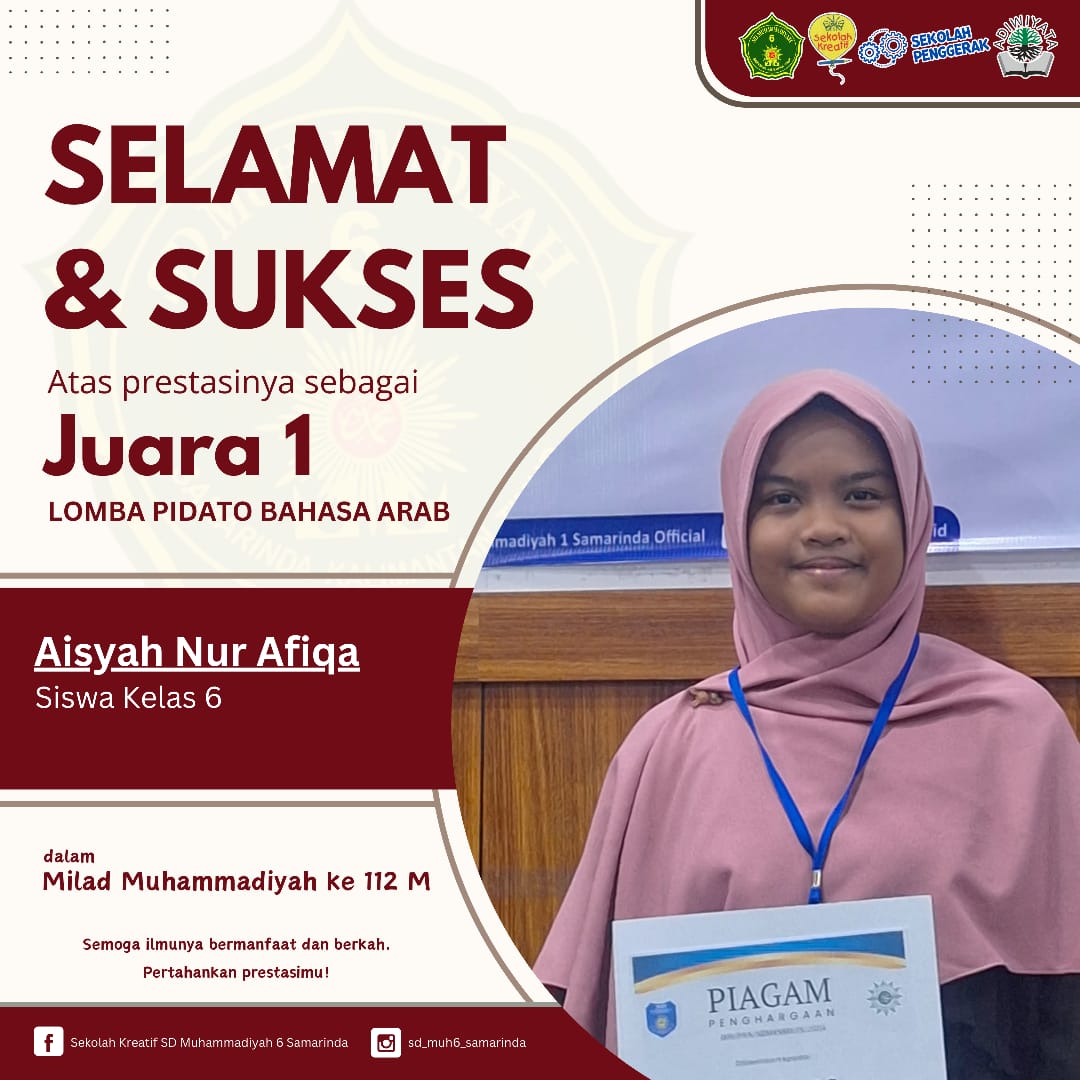 6
Sekolah
Kreatif
SEKOLAH
PENGGERAK
ADIWIYATA
SELAMAT
& SUKSES
Atas prestasinya sebagai
Juara 1
LOMBA PIDATO BAHASA ARAB
madiyah 1 Samarinda Official
id
Aisyah Nur Afiqa
Siswa Kelas 6
dalam
Milad Muhammadiyah ke 112 M
Semoga ilmunya bermanfaat dan berkah.
Pertahankan prestasimu!
PIAGAM
PENGHARGAAN
Sekolah Kreatif SD Muhammadiyah 6 Samarinda
sd_muh6_samarinda